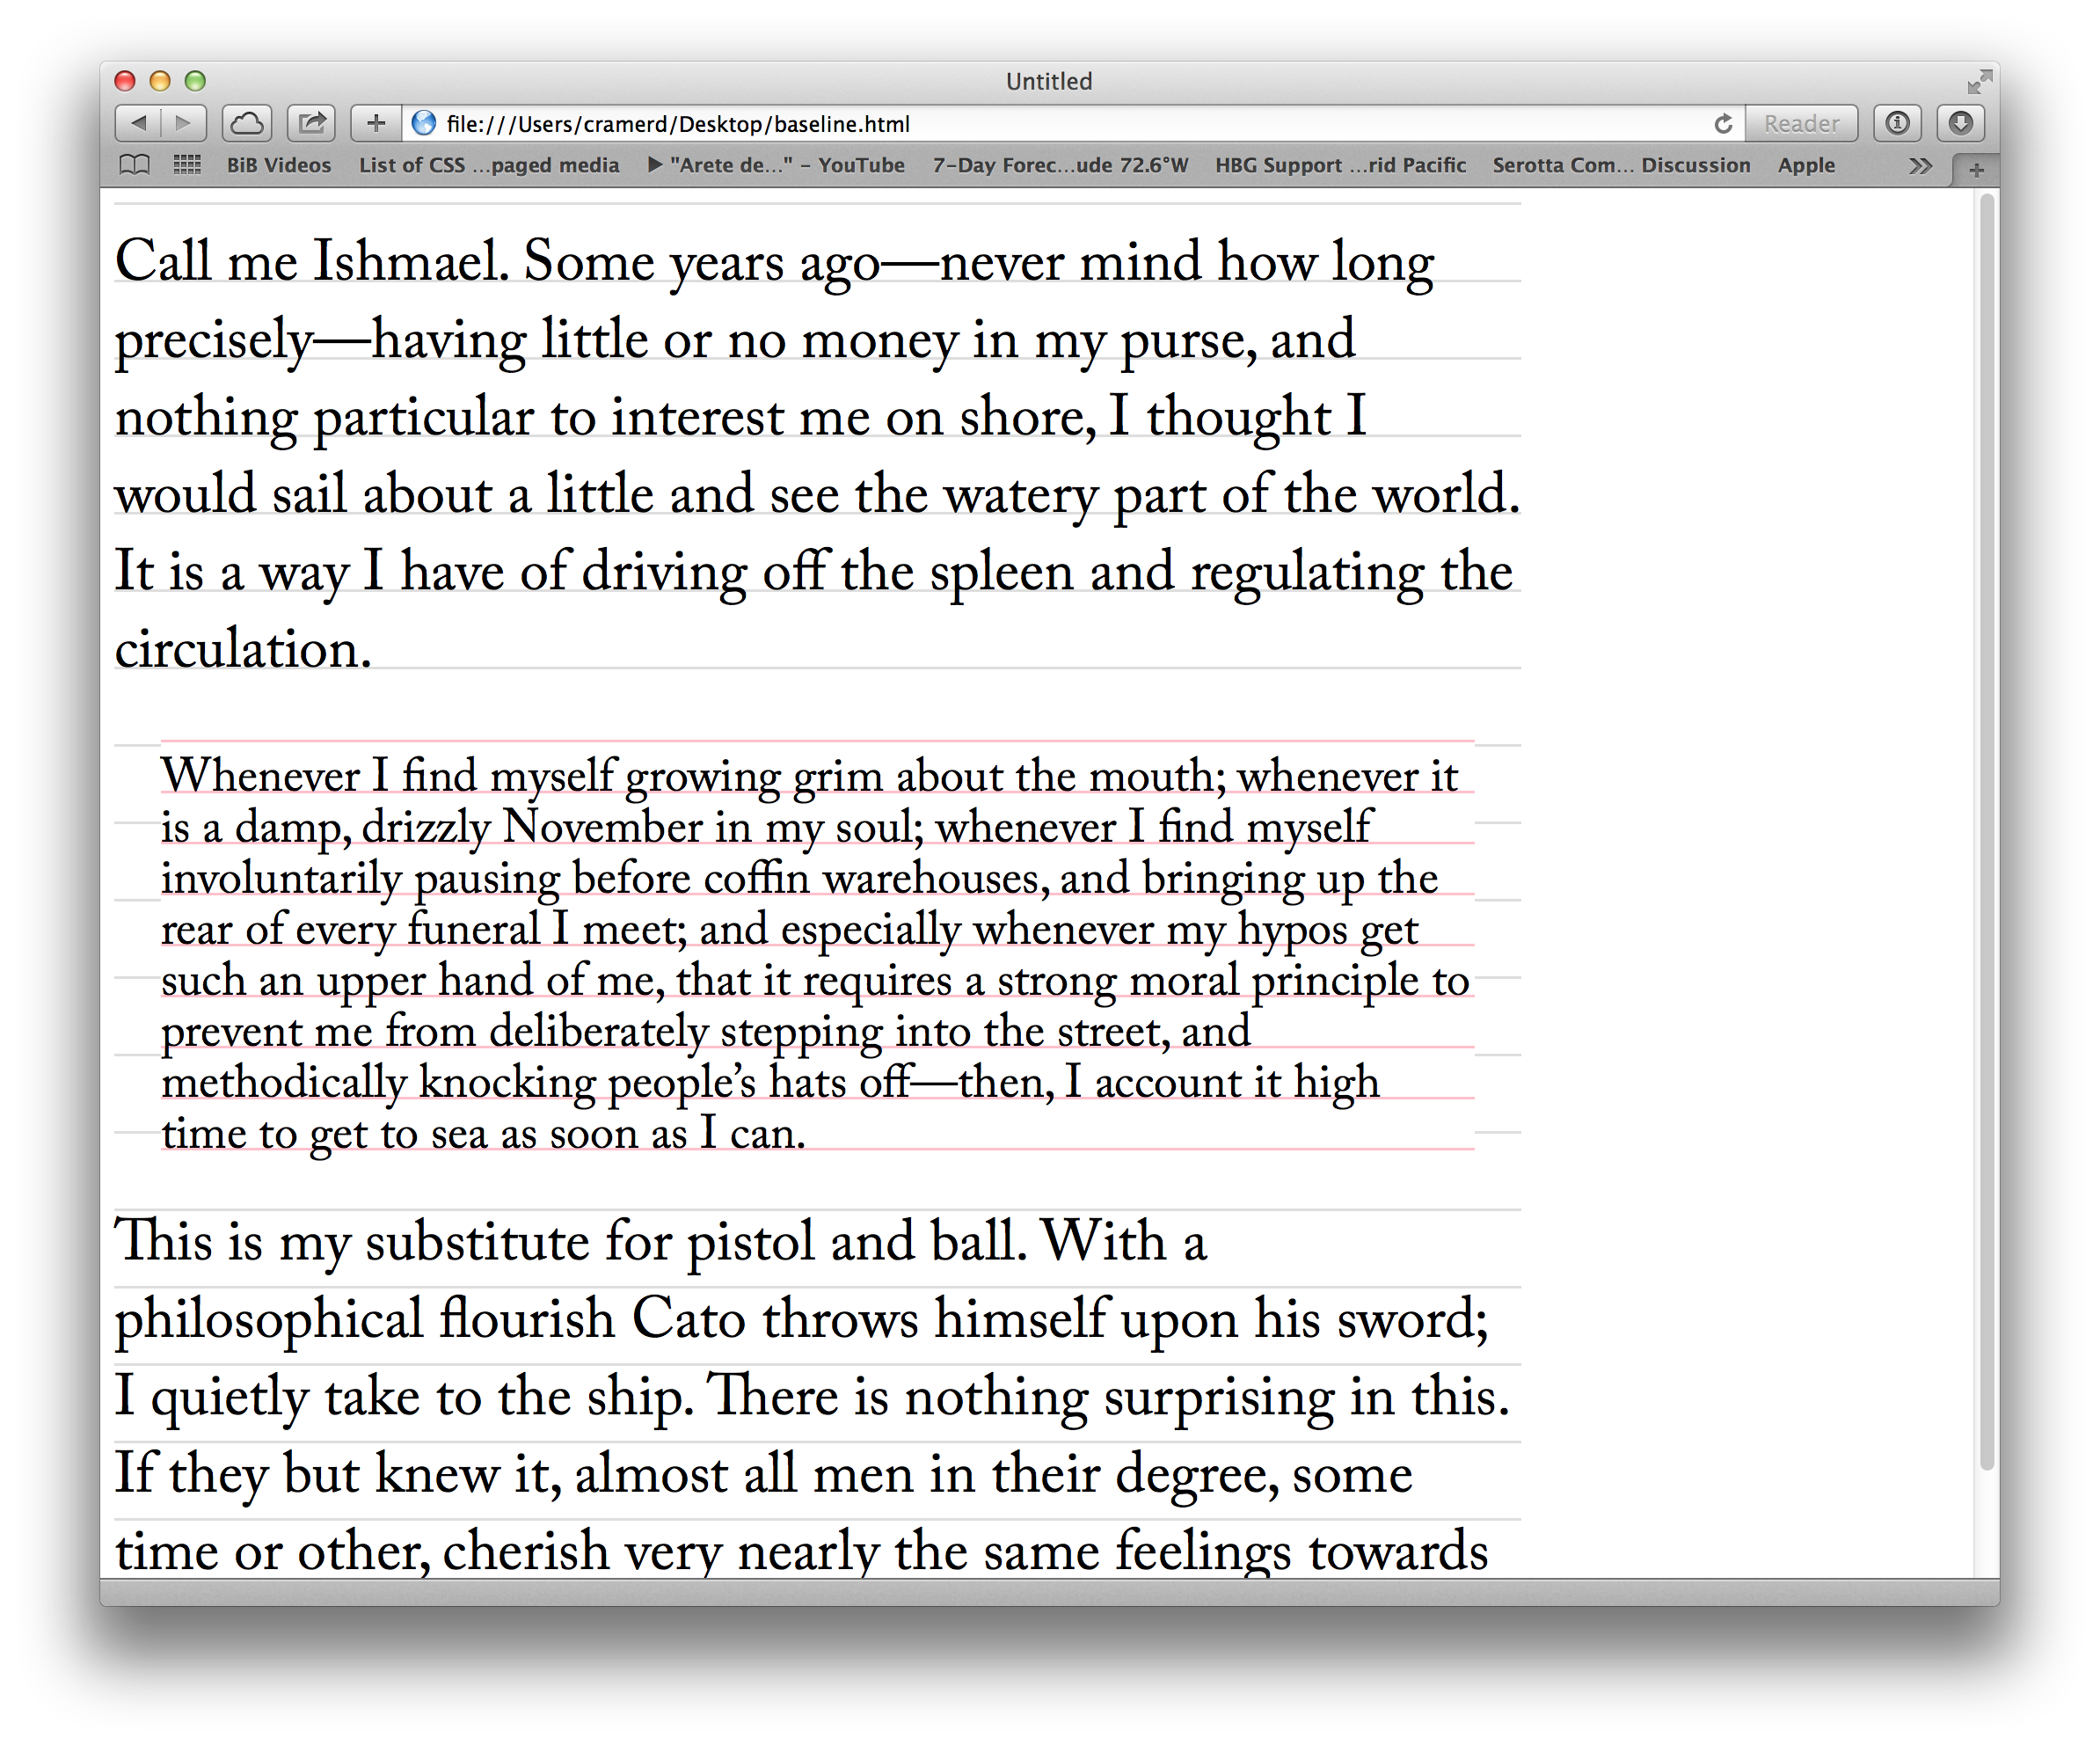 Untitled
file:///Users/cramerd/Desktop/baseline.html
Reader
BiB Videos List of CSS ...paged media ▶ "Arete de..." – YouTube 7-Day Forec...ude 72.6°W HBG Support ...rid Pacific Serotta Com... Discussion Apple
Call me Ishmael. Some years ago—never mind how long
precisely—having little or no money in my purse, and
nothing particular to interest me on shore, I thought I
would sail about a little and see the watery part of the world.
It is a way I have of driving off the spleen and regulating the
circulation.
Whenever I find myself growing grim about the mouth; whenever it
is a damp, drizzly November in my soul; whenever I find myself
involuntarily pausing before coffin warehouses, and bringing up the
rear of every funeral I meet; and especially whenever my hypos get
such an upper hand of me, that it requires a strong moral principle to
prevent me from deliberately stepping into the street, and
methodically knocking people’s hats off—then, I account it high
time to get to sea as soon as I can.
This is my substitute for pistol and ball. With a
philosophical flourish Cato throws himself upon his sword;
I quietly take to the ship. There is nothing surprising in this.
If they but knew it, almost all men in their degree, some
time or other, cherish very nearly the same feelings towards